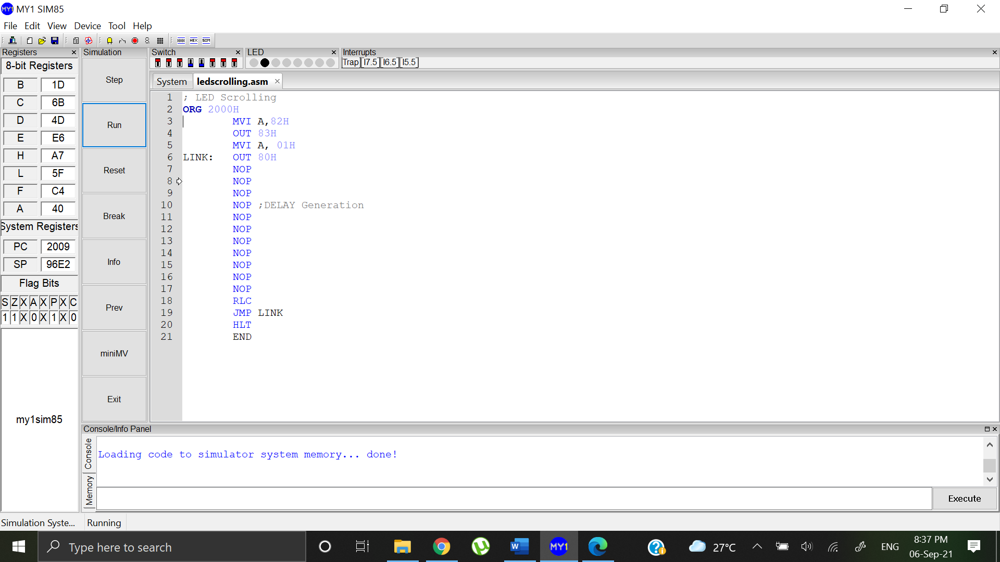 MY1 SIM85
File Edit View Device Tool Help
Registers
8-bit Registers
B 1D
C 6B
D 4D
E E6
H A7
L 5F
F C4
A 40
System Registers
PC 2009
SP 96E2
Flag Bits
S Z X A X P X C
1 1 X 0 X 1 X 0
my1sim85
Simulation
Step
Run
Reset
Break
Info
Prev
miniMV
Exit
Switch
LED
Interrupts
Trap I7.5 I6.5 I5.5
System ledscrolling.asm
1 ; LED Scrolling
2 ORG 2000H
3 MVI A,82H
4 OUT 83H
5 MVI A, 01H
6 LINK: OUT 80H
7 NOP
8 NOP
9 NOP
10 NOP ;DELAY Generation
11 NOP
12 NOP
13 NOP
14 NOP
15 NOP
16 NOP
17 NOP
18 RLC
19 JMP LINK
20 HLT
21 END
Console/Info Panel
Console
Memory
Loading code to simulator system memory... done!
Execute
Simulation Syste... Running
Type here to search
MY1
27°C
ENG
8:37 PM
06-Sep-21